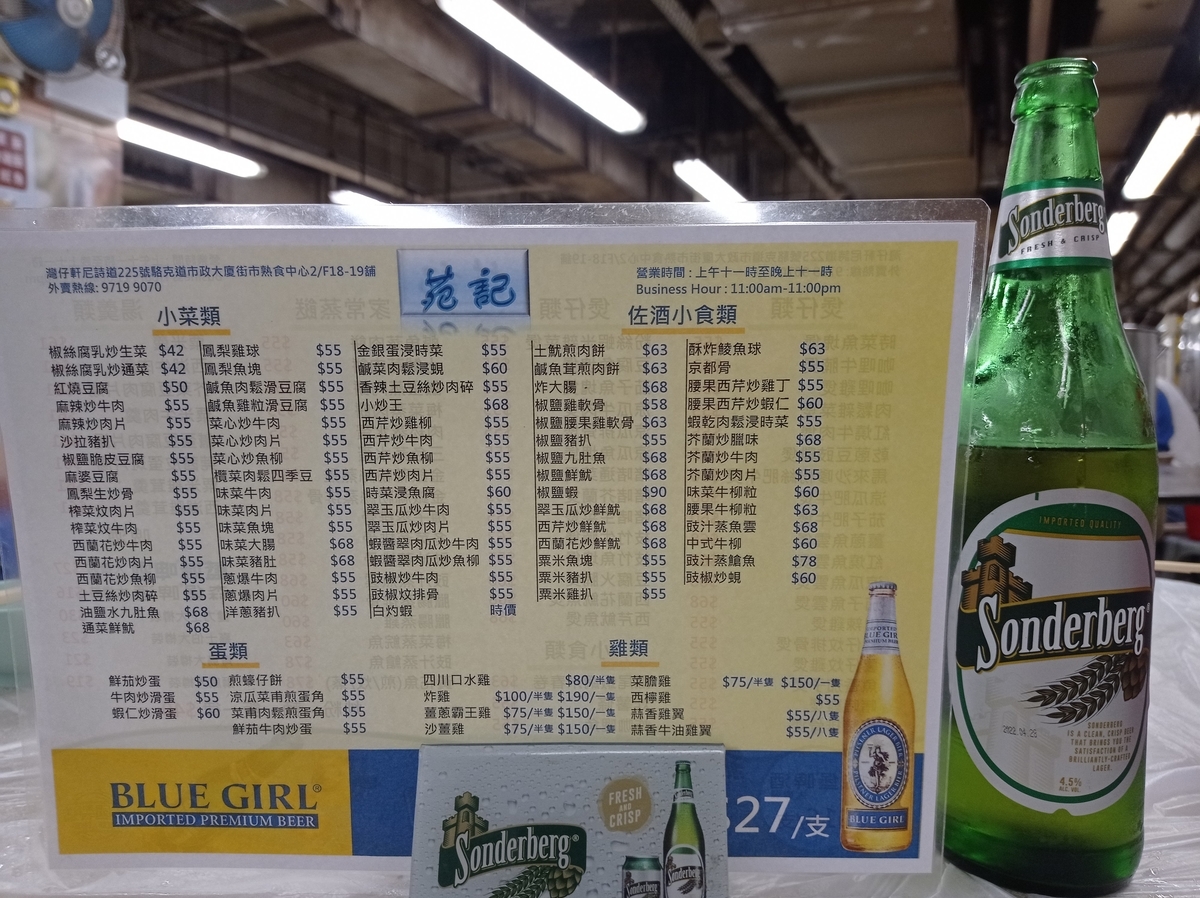 灣仔軒尼詩道225號駱克道市政大廈街市熟食中心2/F18-19舖
外賣熱線: 9719 9070
苑記
營業時間 : 上午十一時至晚上十一時
Business Hour : 11:00am-11:00pm
小菜類
椒絲腐乳炒生菜 $42
椒絲腐乳炒通菜 $42
紅燒豆腐 $50
麻辣炒牛肉 $55
麻辣炒肉片 $55
沙拉豬扒 $55
椒鹽脆皮豆腐 $55
麻婆豆腐 $55
鳳梨生炒骨 $55
榨菜炆肉片 $55
榨菜炆牛肉 $55
西蘭花炒牛肉 $55
西蘭花炒肉片 $55
西蘭花炒魚柳 $55
土豆絲炒肉碎 $55
油鹽水九肚魚 $68
通菜鮮魷 $68
鳳梨雞球 $55
鳳梨魚塊 $55
鹹魚肉鬆滑豆腐 $55
鹹魚雞粒滑豆腐 $55
菜心炒牛肉 $55
菜心炒肉片 $55
菜心炒魚柳 $55
欖菜肉鬆四季豆 $55
味菜牛肉 $55
味菜肉片 $55
味菜魚塊 $55
味菜大腸 $68
味菜豬肚 $68
蔥爆牛肉 $55
蔥爆肉片 $55
洋蔥豬扒 $55
金銀蛋浸時菜 $55
鹹菜肉鬆浸蜆 $60
香辣土豆絲炒肉碎 $55
小炒王 $68
西芹炒雞柳 $55
西芹炒牛肉 $55
西芹炒魚柳 $55
西芹炒肉片 $55
時菜浸魚腐 $60
翠玉瓜炒牛肉 $55
翠玉瓜炒肉片 $55
蝦醬翠肉瓜炒牛肉 $55
蝦醬翠肉瓜炒魚柳 $55
豉椒炒牛肉 $55
豉椒炆排骨 $55
白灼蝦 時價
佐酒小食類
土魷煎肉餅 $63
鹹魚茸煎肉餅 $63
炸大腸 $68
椒鹽雞軟骨 $58
椒鹽腰果雞軟骨 $63
椒鹽豬扒 $55
椒鹽九肚魚 $68
椒鹽鮮魷 $68
椒鹽蝦 $90
翠玉瓜炒鮮魷 $68
西芹炒鮮魷 $68
西蘭花炒鮮魷 $68
粟米魚塊 $55
粟米豬扒 $55
粟米雞扒 $55
酥炸鯪魚球 $63
京都骨 $55
腰果西芹炒雞丁 $55
腰果西芹炒蝦仁 $60
蝦乾肉鬆浸時菜 $55
芥蘭炒臘味 $68
芥蘭炒牛肉 $55
芥蘭炒肉片 $55
味菜牛柳粒 $60
腰果牛柳粒 $63
豉汁蒸魚雲 $68
中式牛柳 $60
豉汁蒸鱠魚 $78
豉椒炒蜆 $60
蛋類
鮮茄炒蛋 $50
牛肉炒滑蛋 $55
蝦仁炒滑蛋 $60
煎蠔仔餅 $55
涼瓜菜甫煎蛋角 $55
菜甫肉鬆煎蛋角 $55
鮮茄牛肉炒蛋 $55
雞類
四川口水雞 $80/半隻
炸雞 $100/半隻 $190/一隻
薑蔥霸王雞 $75/半隻 $150/一隻
沙薑雞 $75/半隻 $150/一隻
菜膽雞 $75/半隻 $150/一隻
西檸雞 $55
蒜香雞翼 $55/八隻
蒜香牛油雞翼 $55/八隻
BLUE GIRL®
IMPORTED PREMIUM BEER
27/支
IMPORTED
BLUE GIRL
PREMIUM BEER
PILSENER LAGER BEER
BLUE GIRL
Sonderberg®
FRESH
AND
CRISP
Sonderberg
Sonderberg
Sonderberg
FRESH & CRISP
IMPORTED QUALITY
Sonderberg®
SONDERBERG
IS A CLEAN, CRISP BEER
THAT BRINGS YOU THE
SATISFACTION OF A
BRILLIANTLY-CRAFTED
LAGER.
4.5%
ALC. VOL.